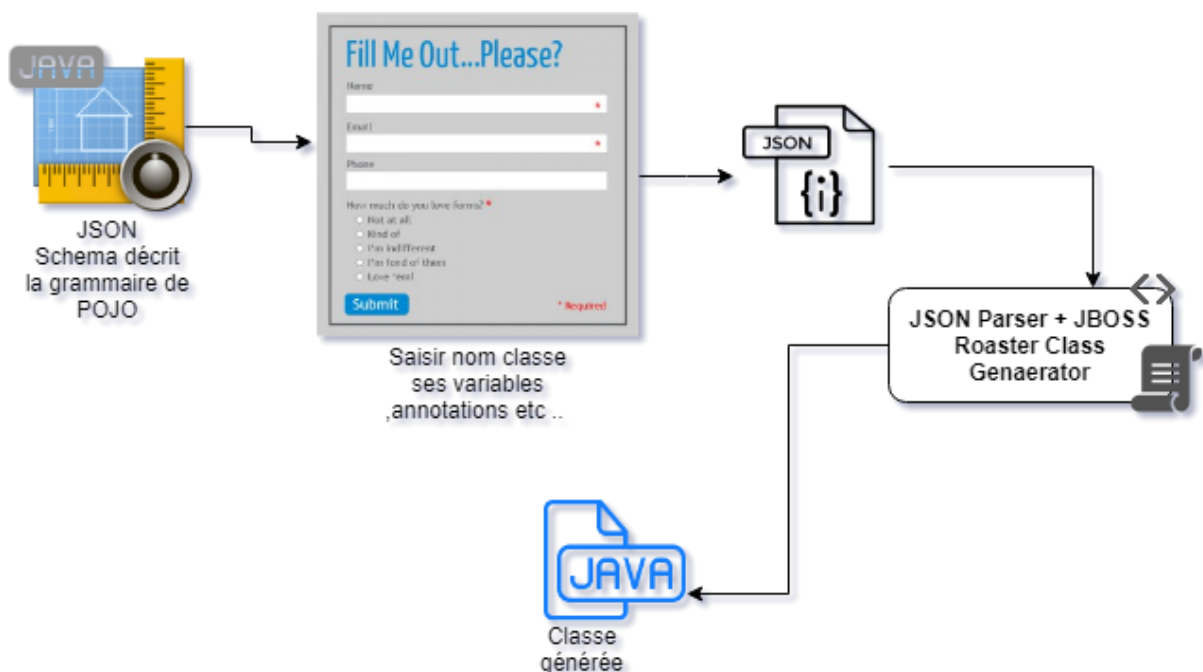 JAVA
JSON
Schema décrit
la grammaire de
POJO
Fill Me Out...Please?
Name
*
Email
*
Phone
How much do you love forms? *
Not at all
Kind of
I'm indifferent
I'm fond of them
Love 'em!
Submit
* Required
Saisir nom classe
ses variables
,annotations etc ..
JSON
{i}
JSON Parser + JBOSS
Roaster Class
Genaerator
JAVA
Classe
générée